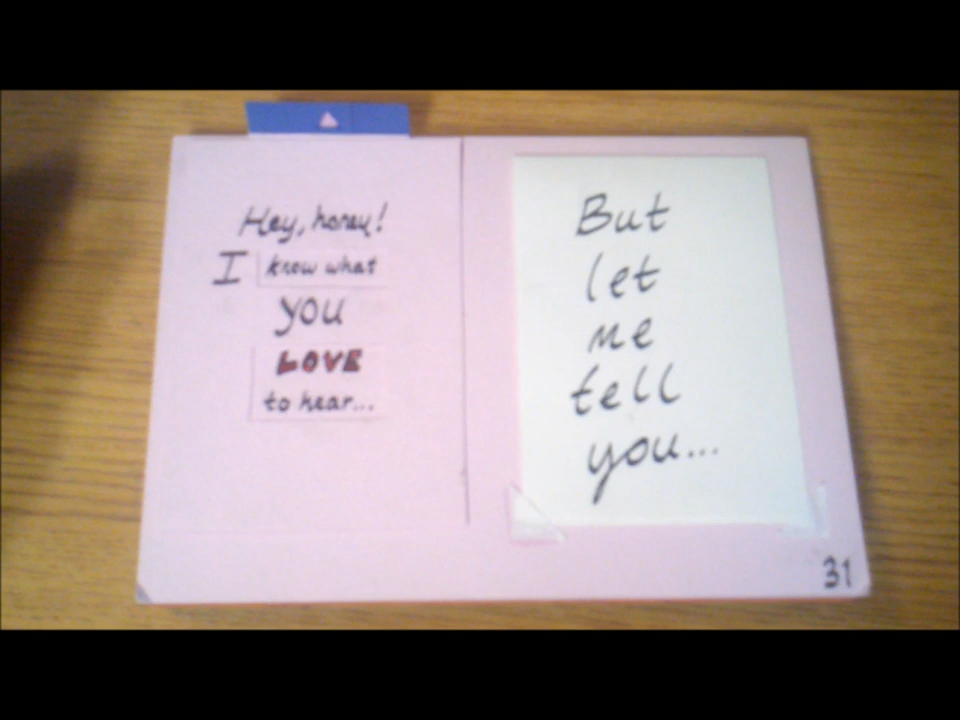 Hey, honey!
I know what
you
LOVE
to hear...
But
let
me
tell
you...
31